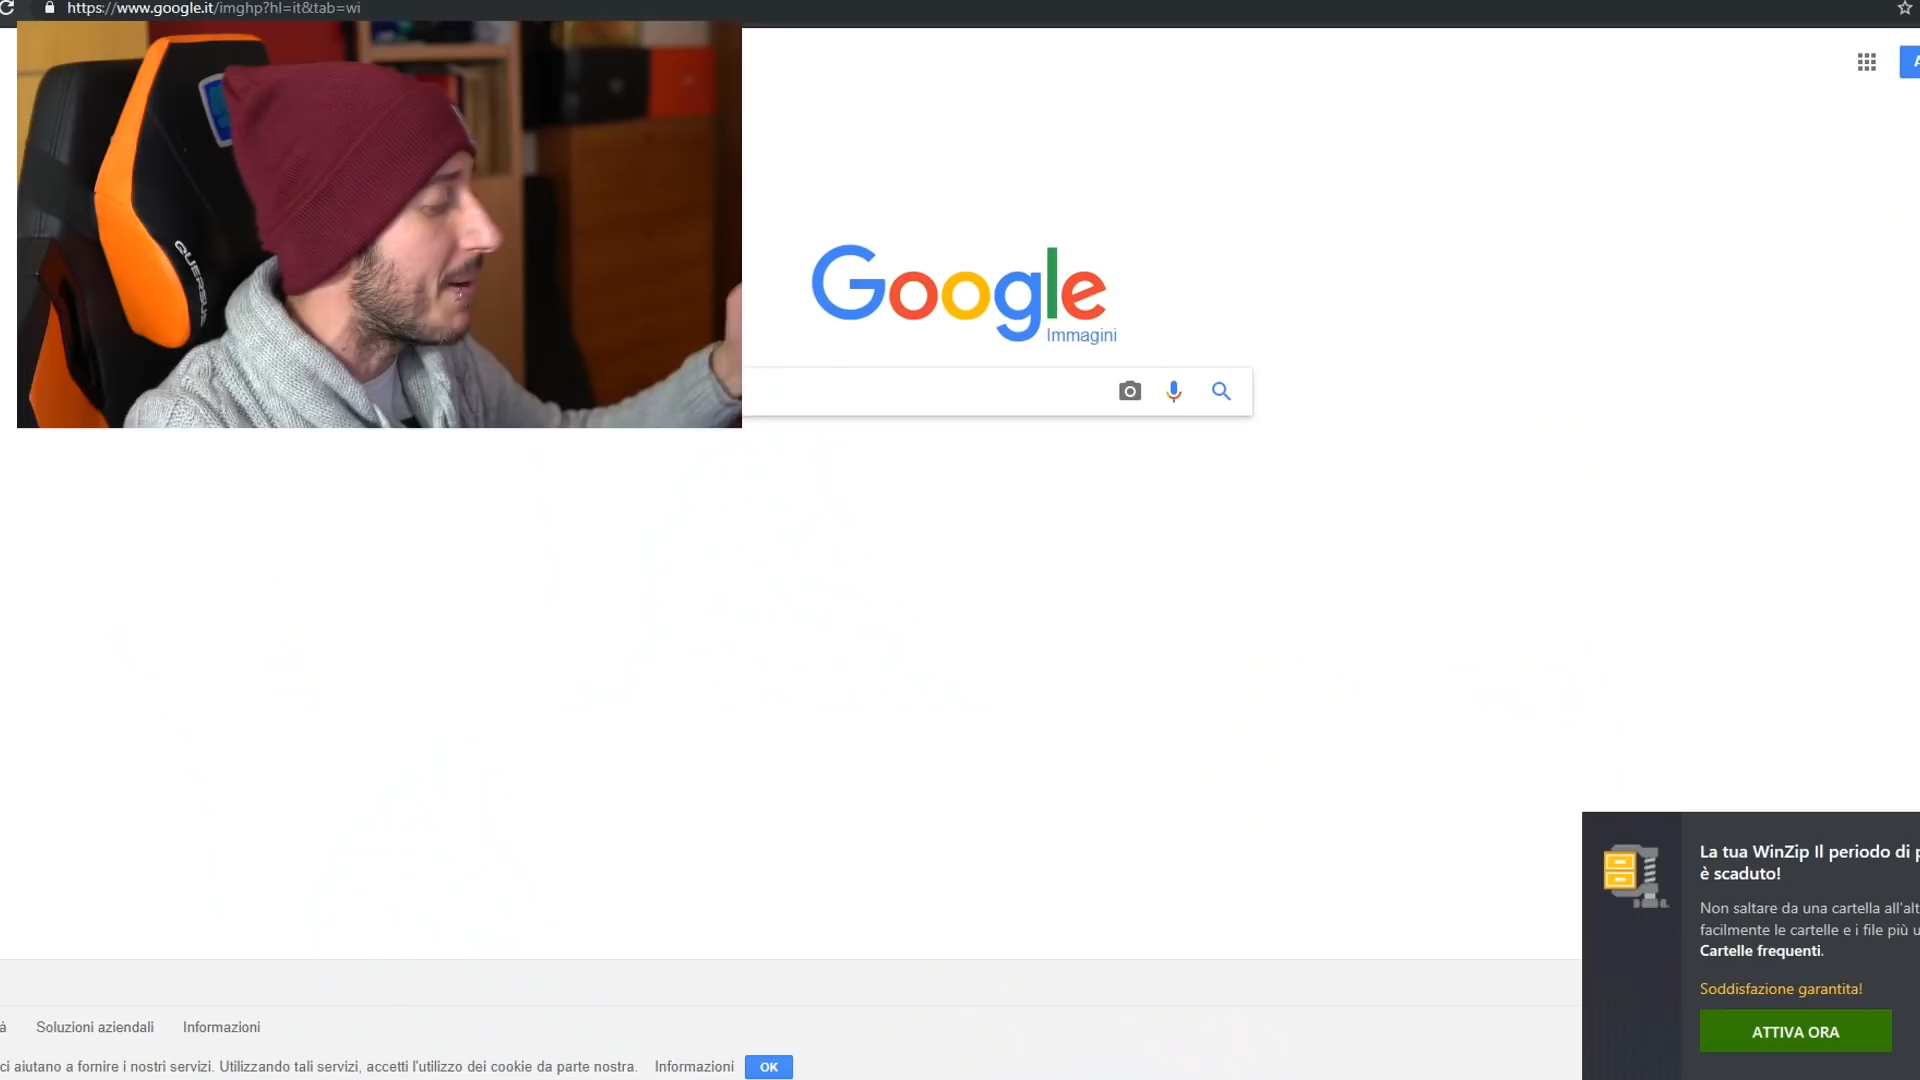 https://www.google.it/imghp?hl=it&tab=wi
QUERSUS
Google
Immagini
La tua WinZip Il periodo di p
è scaduto!
Non saltare da una cartella all'alt
facilmente le cartelle e i file più u
Cartelle frequenti.
Soddisfazione garantita!
ATTIVA ORA
à Soluzioni aziendali Informazioni
ci aiutano a fornire i nostri servizi. Utilizzando tali servizi, accetti l'utilizzo dei cookie da parte nostra. Informazioni OK